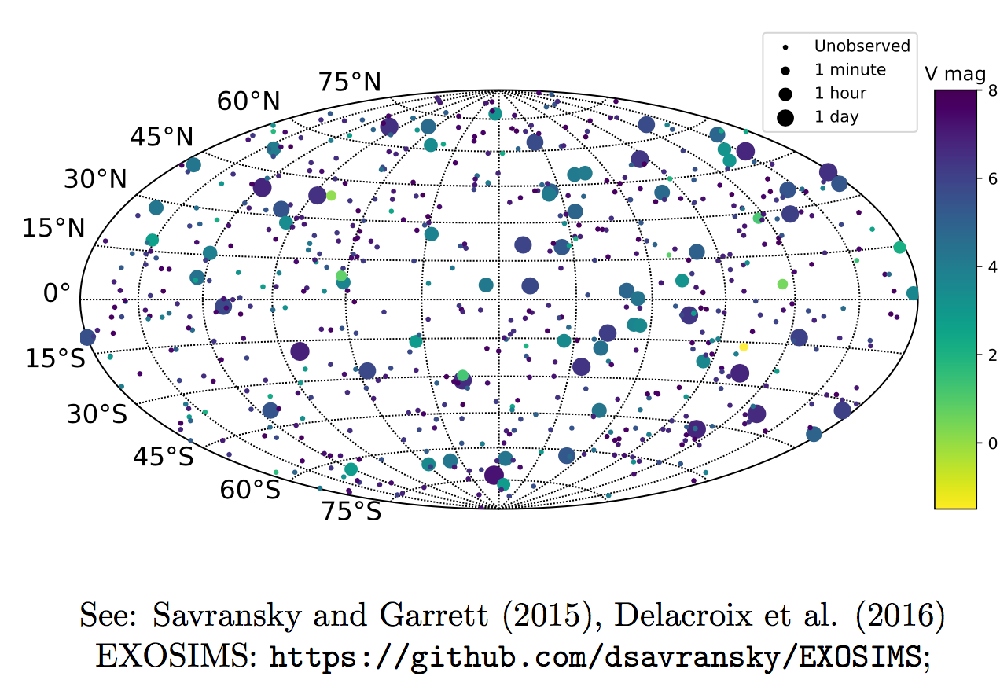 Unobserved
1 minute
1 hour
1 day
V mag
8
6
4
2
0
75°N
60°N
45°N
30°N
15°N
0°
15°S
30°S
45°S
60°S
75°S
See: Savransky and Garrett (2015), Delacroix et al. (2016)
EXOSIMS: https://github.com/dsavransky/EXOSIMS;